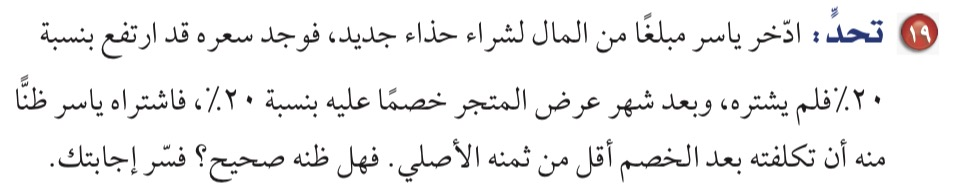 ١٩ تحدٍّ: ادّخر ياسر مبلغًا من المال لشراء حذاء جديد، فوجد سعره قد ارتفع بنسبة
٢٠٪ فلم يشتره، وبعد شهر عرض المتجر خصمًا عليه بنسبة ٢٠٪، فاشتراه ياسر ظنًّا
منه أن تكلفته بعد الخصم أقل من ثمنه الأصلي. فهل ظنه صحيح؟ فسّر إجابتك.